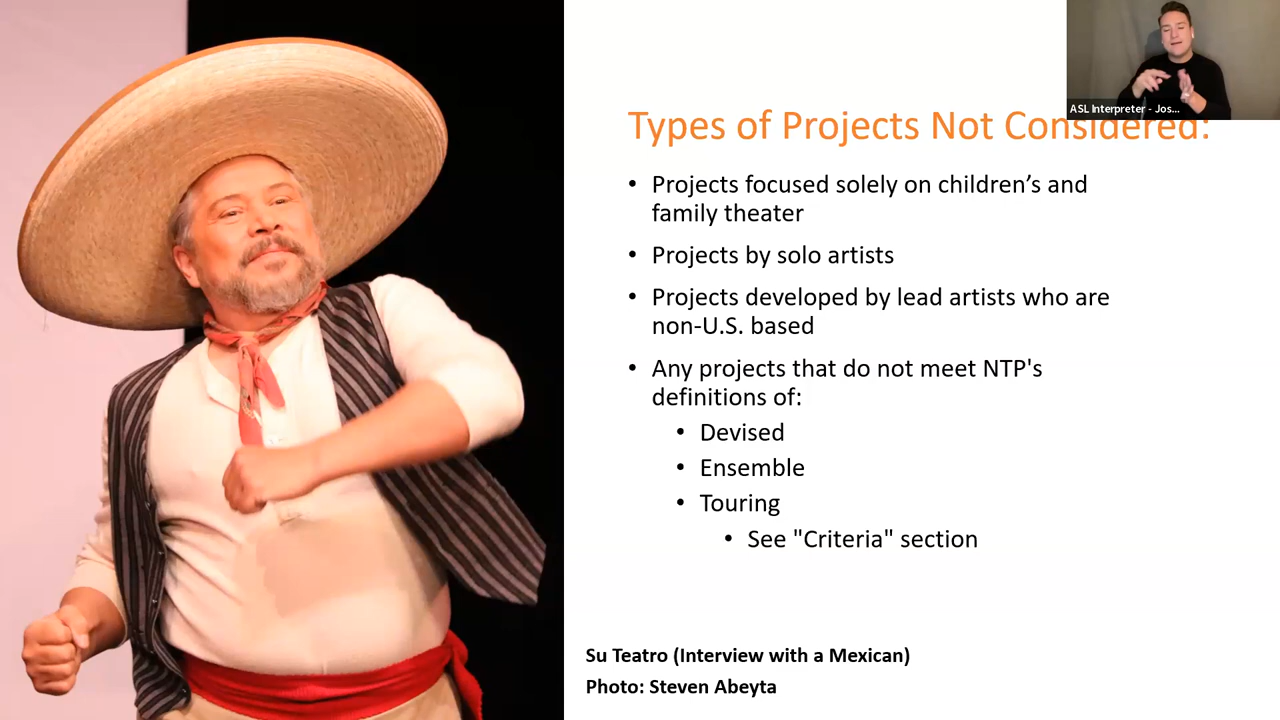 ASL Interpreter - Jos...
Types of Projects Not Considered:
• Projects focused solely on children’s and
family theater
• Projects by solo artists
• Projects developed by lead artists who are
non-U.S. based
• Any projects that do not meet NTP's
definitions of:
• Devised
• Ensemble
• Touring
• See "Criteria" section
Su Teatro (Interview with a Mexican)
Photo: Steven Abeyta